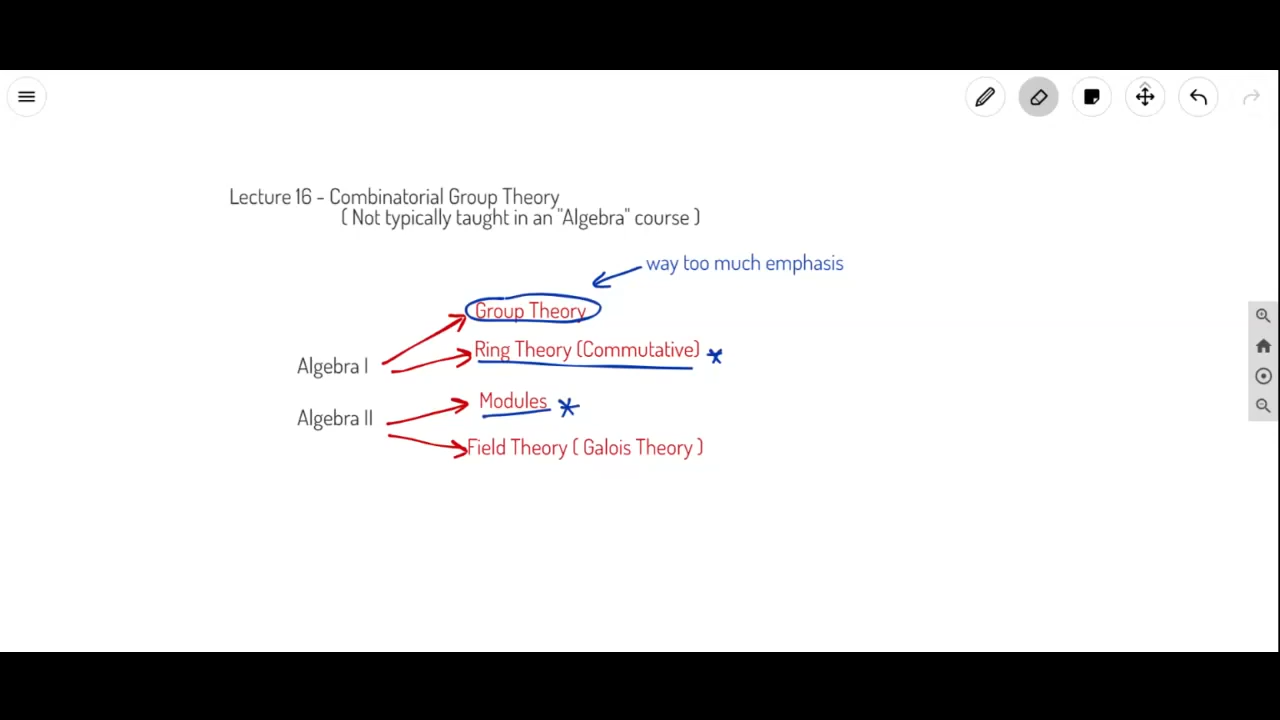 Lecture 16 - Combinatorial Group Theory
( Not typically taught in an "Algebra" course )
way too much emphasis
Group Theory
Ring Theory (Commutative) *
Algebra I
Modules *
Algebra II
Field Theory ( Galois Theory )